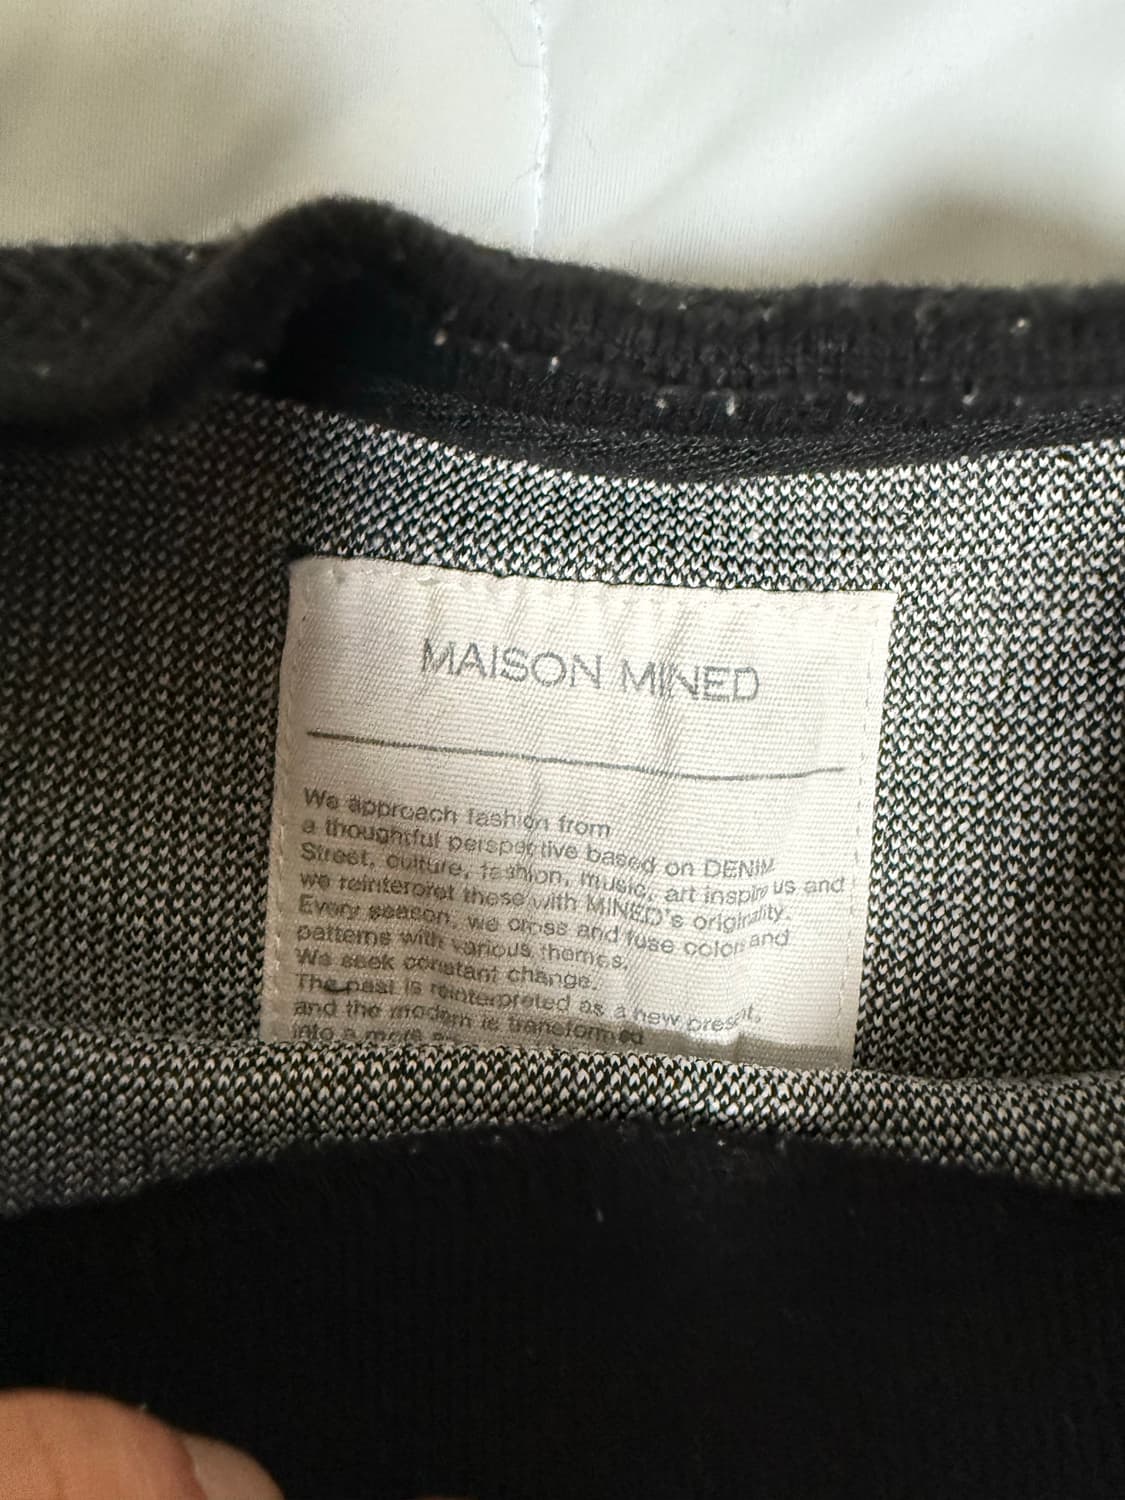 MAISON MINED
We approach fashion from
a thoughtful perspective based on DENIM
Street, culture, fashion, music, art inspire us and
we reinterpret these with MINED's originality.
Every season, we cross and fuse colors and
patterns with various themes.
We seek constant change.
The past is reinterpreted as a new present,
and the modern is transformed
into a more